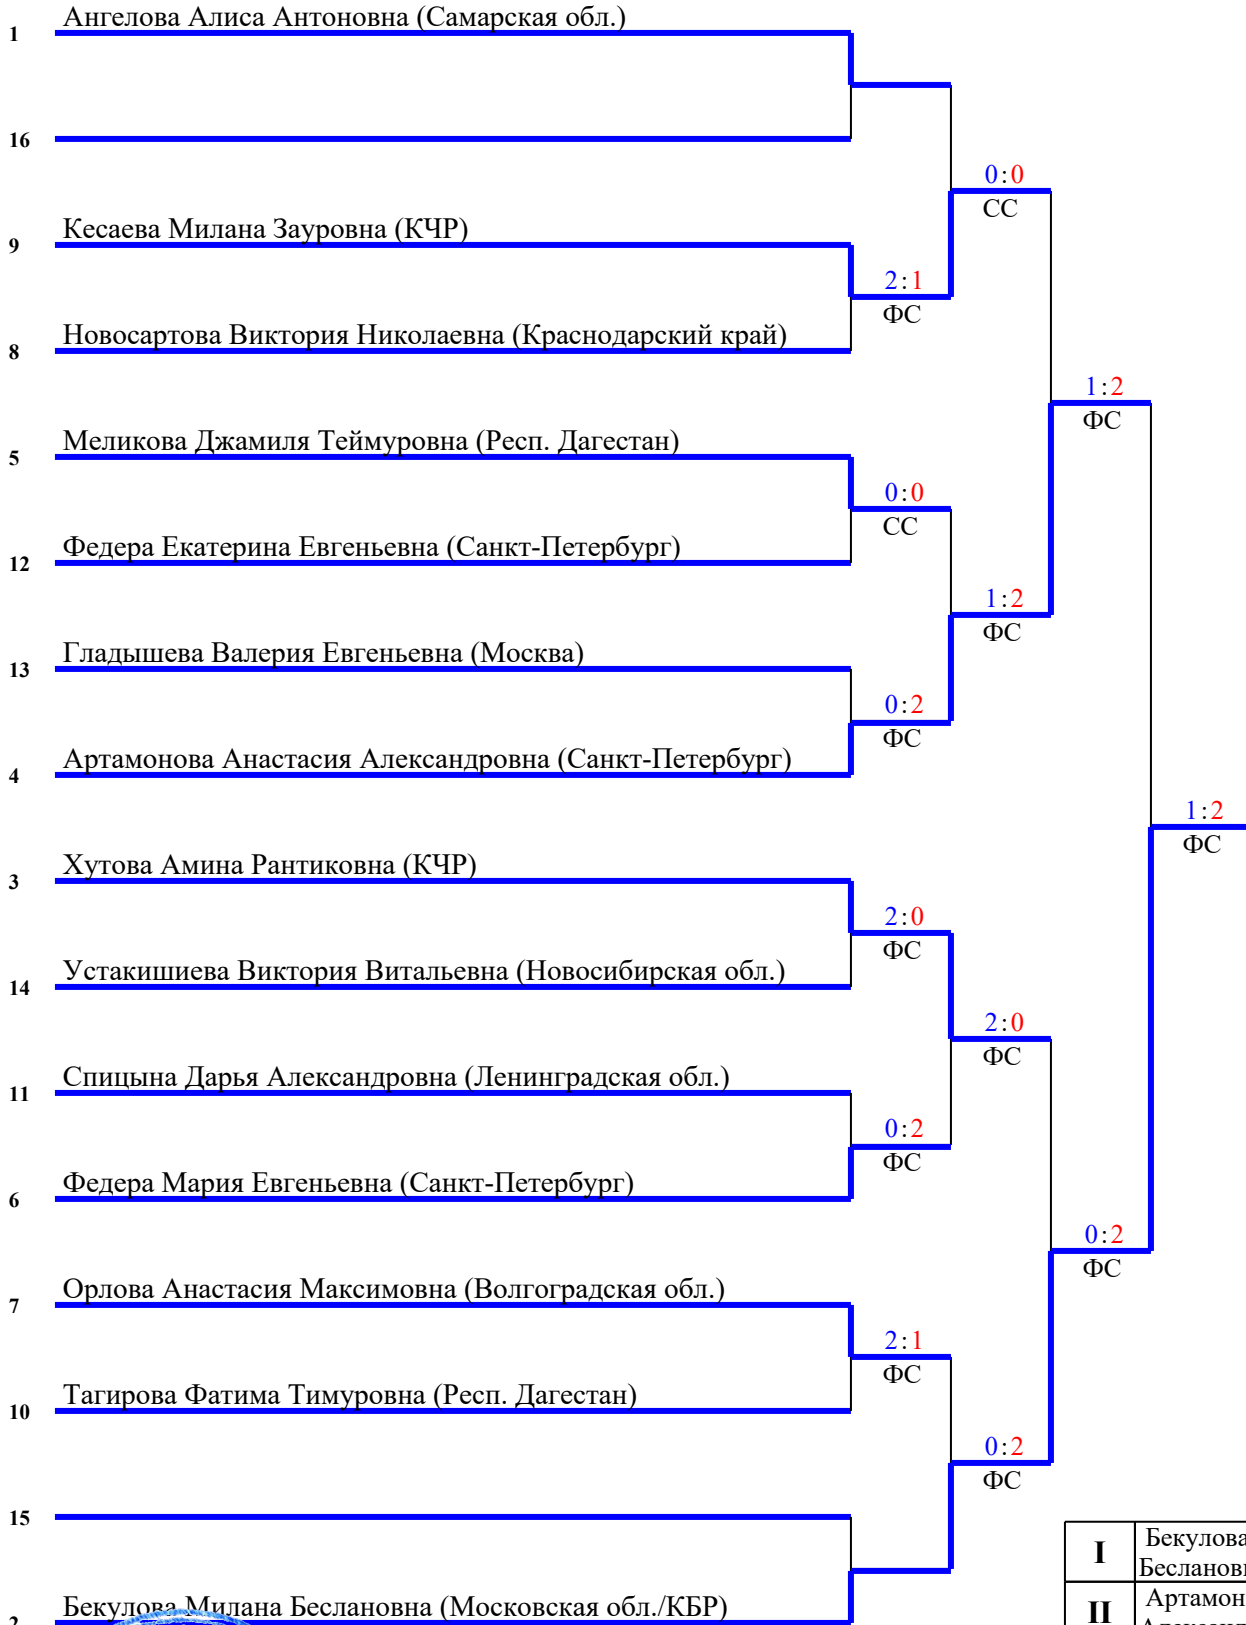 Ангелова Алиса Антоновна (Самарская обл.)
1
16
0:0
СС
Кесаева Милана Зауровна (КЧР)
9
2:1
ФС
Новосартова Виктория Николаевна (Краснодарский край)
8
1:2
ФС
Меликова Джамиля Теймуровна (Респ. Дагестан)
5
0:0
СС
Федера Екатерина Евгеньевна (Санкт-Петербург)
12
1:2
ФС
Гладышева Валерия Евгеньевна (Москва)
13
0:2
ФС
Артамонова Анастасия Александровна (Санкт-Петербург)
4
1:2
ФС
Хутова Амина Рантиковна (КЧР)
3
2:0
ФС
Устакишиева Виктория Витальевна (Новосибирская обл.)
14
2:0
ФС
Спицына Дарья Александровна (Ленинградская обл.)
11
0:2
ФС
Федера Мария Евгеньевна (Санкт-Петербург)
6
0:2
ФС
Орлова Анастасия Максимовна (Волгоградская обл.)
7
2:1
ФС
Тагирова Фатима Тимуровна (Респ. Дагестан)
10
0:2
ФС
15
I
Бекулова
Бекулова Милана Беслановна (Московская обл./КБР)
2
II